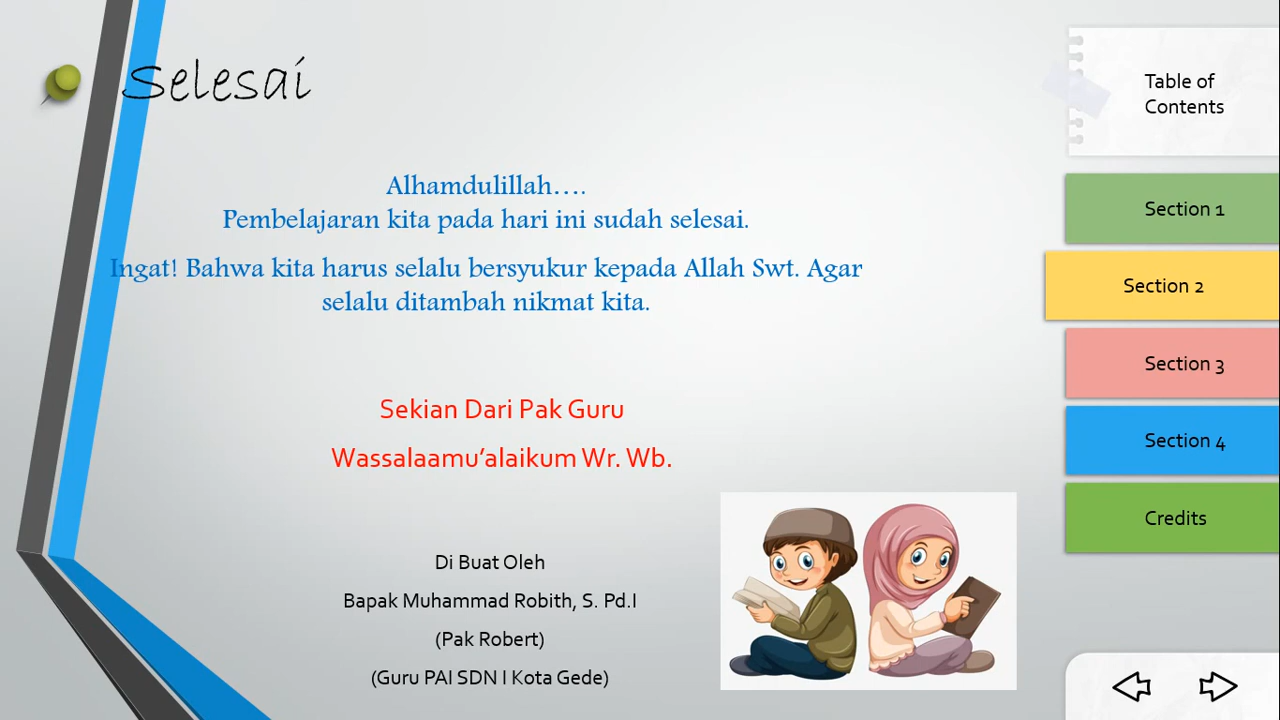 Selesai
Alhamdulillah….
Pembelajaran kita pada hari ini sudah selesai.
Ingat! Bahwa kita harus selalu bersyukur kepada Allah Swt. Agar
selalu ditambah nikmat kita.
Sekian Dari Pak Guru
Wassalaamu’alaikum Wr. Wb.
Di Buat Oleh
Bapak Muhammad Robith, S. Pd.I
(Pak Robert)
(Guru PAI SDN I Kota Gede)
Table of
Contents
Section 1
Section 2
Section 3
Section 4
Credits